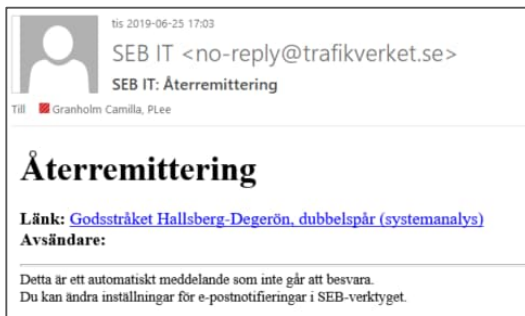 tis 2019-06-25 17:03
SEB IT <no-reply@trafikverket.se>
SEB IT: Återremittering
Till Granholm Camilla, PLee
Återremittering
Länk: Godsstråket Hallsberg-Degerön, dubbelspår (systemanalys)
Avsändare:
Detta är ett automatiskt meddelande som inte går att besvara.
Du kan ändra inställningar för e-postnotifieringar i SEB-verktyget.